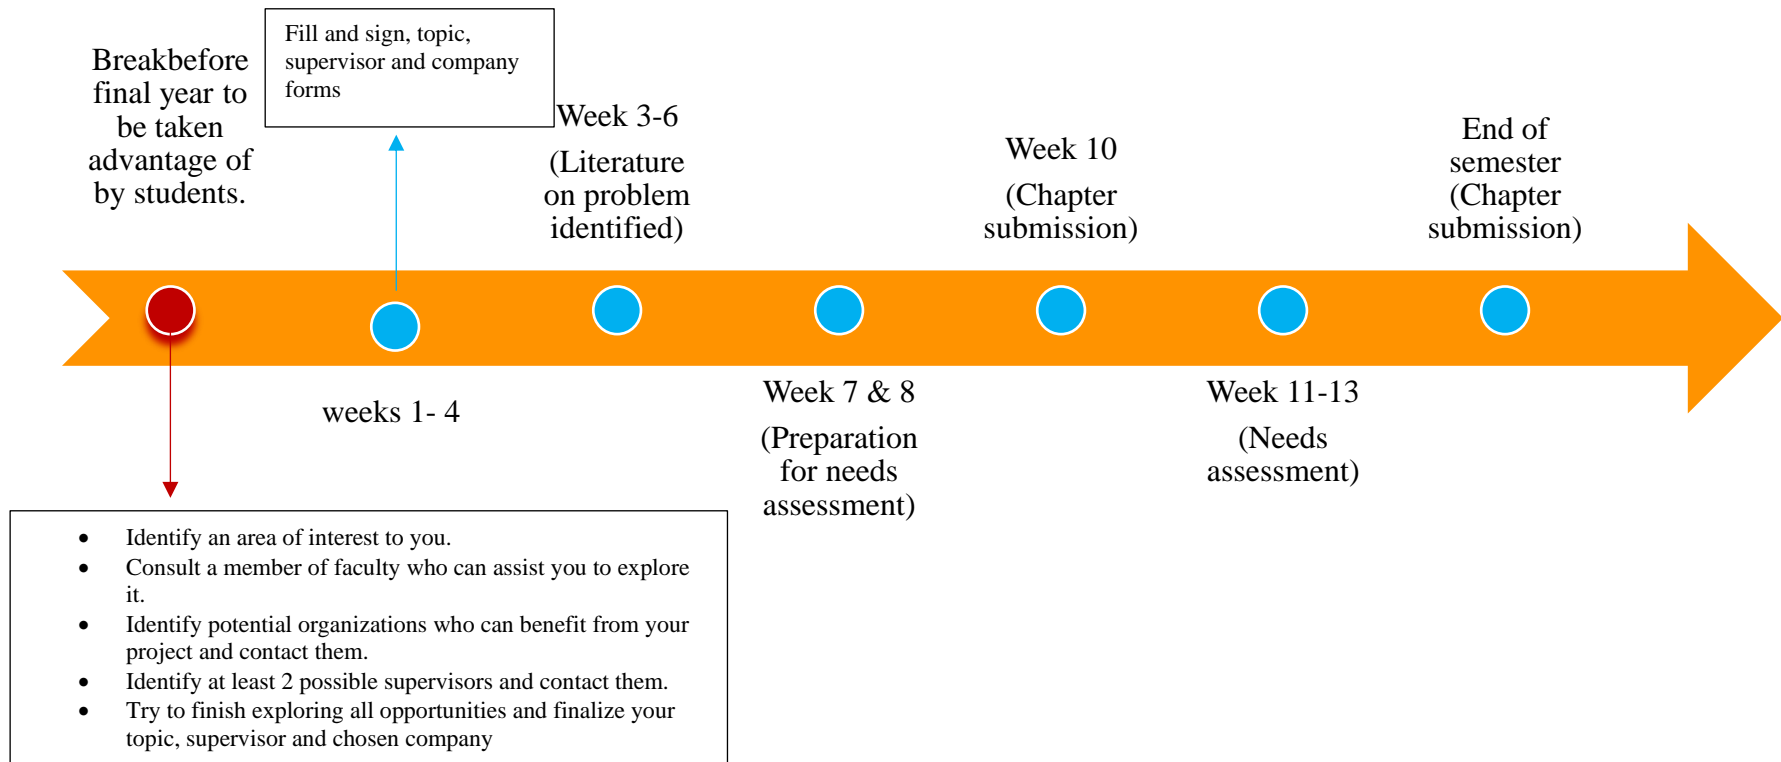 Breakbefore
final year to
be taken
advantage of
by students.
Fill and sign, topic,
supervisor and company
forms
weeks 1- 4
Week 3-6
(Literature
on problem
identified)
Week 7 & 8
(Preparation
for needs
assessment)
Week 10
(Chapter
submission)
Week 11-13
(Needs
assessment)
End of
semester
(Chapter
submission)
• Identify an area of interest to you.
• Consult a member of faculty who can assist you to explore
it.
• Identify potential organizations who can benefit from your
project and contact them.
• Identify at least 2 possible supervisors and contact them.
• Try to finish exploring all opportunities and finalize your
topic, supervisor and chosen company